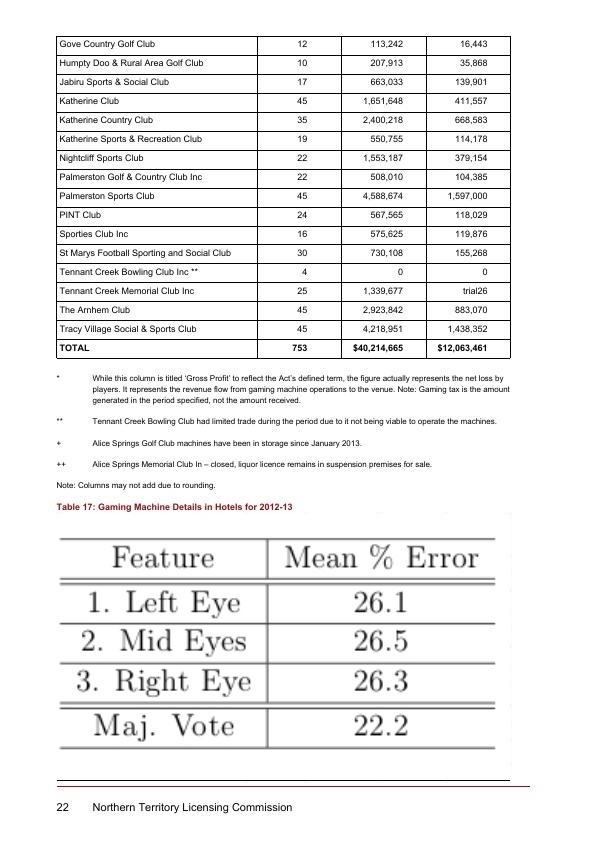 Gove Country Golf Club 12 113,242 16,443
Humpty Doo & Rural Area Golf Club 10 207,913 35,868
Jabiru Sports & Social Club 17 663,033 139,901
Katherine Club 45 1,651,648 411,557
Katherine Country Club 35 2,400,218 668,583
Katherine Sports & Recreation Club 19 550,755 114,178
Nightcliff Sports Club 22 1,553,187 379,154
Palmerston Golf & Country Club Inc 22 508,010 104,385
Palmerston Sports Club 45 4,588,674 1,597,000
PINT Club 24 567,565 118,029
Sporties Club Inc 16 575,625 119,876
St Marys Football Sporting and Social Club 30 730,108 155,268
Tennant Creek Bowling Club Inc ** 4 0 0
Tennant Creek Memorial Club Inc 25 1,339,677 trial26
The Arnhem Club 45 2,923,842 883,070
Tracy Village Social & Sports Club 45 4,218,951 1,438,352
TOTAL 753 $40,214,665 $12,063,461
* While this column is titled ‘Gross Profit’ to reflect the Act’s defined term, the figure actually represents the net loss by
players. It represents the revenue flow from gaming machine operations to the venue. Note: Gaming tax is the amount
generated in the period specified, not the amount received.
** Tennant Creek Bowling Club had limited trade during the period due to it not being viable to operate the machines.
+ Alice Springs Golf Club machines have been in storage since January 2013.
++ Alice Springs Memorial Club In – closed, liquor licence remains in suspension premises for sale.
Note: Columns may not add due to rounding.
Table 17: Gaming Machine Details in Hotels for 2012-13
Feature Mean % Error
1. Left Eye 26.1
2. Mid Eyes 26.5
3. Right Eye 26.3
Maj. Vote 22.2
22 Northern Territory Licensing Commission